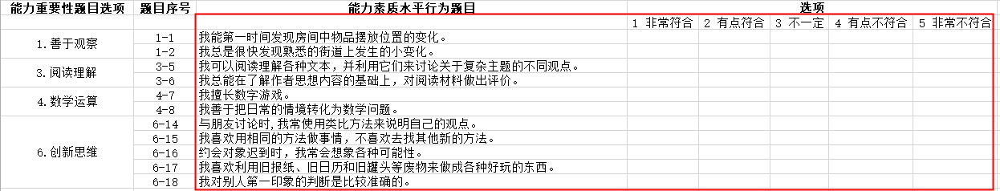 能力重要性题目选项 题目序号 能力素质水平行为题目 选项
1 非常符合 2 有点符合 3 不一定 4 有点不符合 5 非常不符合
1.善于观察
1-1 我能第一时间发现房间中物品摆放位置的变化。
1-2 我总是很快发现熟悉的街道上发生的小变化。
3.阅读理解
3-5 我可以阅读理解各种文本，并利用它们来讨论关于复杂主题的不同观点。
3-6 我总能在了解作者思想内容的基础上，对阅读材料做出评价。
4.数学运算
4-7 我擅长数字游戏。
4-8 我善于把日常的情境转化为数学问题。
6.创新思维
6-14 与朋友讨论时,我常使用类比方法来说明自己的观点。
6-15 我喜欢用相同的方法做事情，不喜欢去找其他新的方法。
6-16 约会对象迟到时，我常会想象各种可能性。
6-17 我喜欢利用旧报纸、旧日历和旧罐头等废物来做成各种好玩的东西。
6-18 我对别人第一印象的判断是比较准确的。